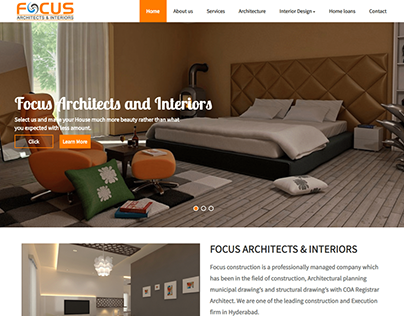 FOCUS
ARCHITECTS & INTERIORS
Home About us Services Architecture Interior Design Home loans Contact
Focus Architects and Interiors
Select us and make your House much more beauty rather than what
you expected with less amount.
Click Learn More
FOCUS ARCHITECTS & INTERIORS
Focus construction is a professionally managed company which
has been in the field of construction, Architectural planning
municipal drawing's and structural drawing's with COA Registrar
Architect. We are one of the leading construction and Execution
firm in Hyderabad.